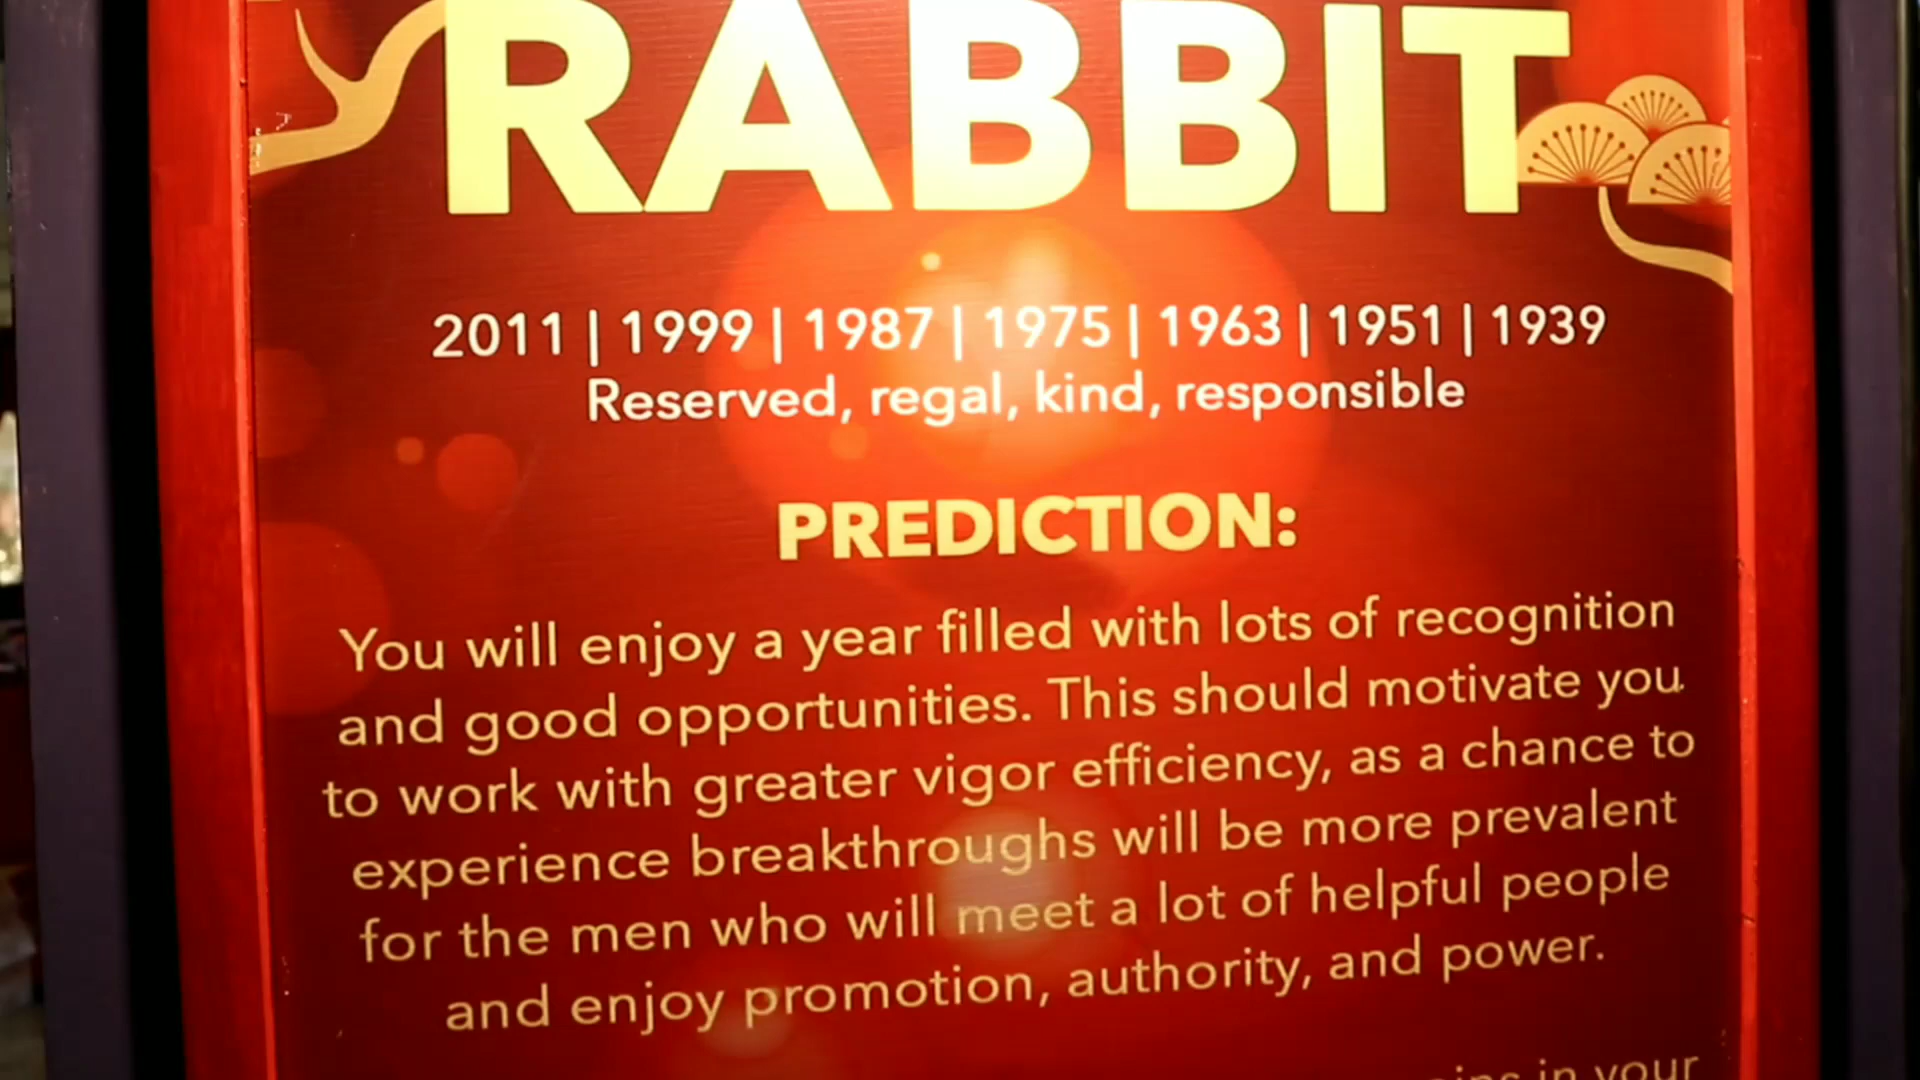 RABBIT
2011 | 1999 | 1987 | 1975 | 1963 | 1951 | 1939
Reserved, regal, kind, responsible
PREDICTION:
You will enjoy a year filled with lots of recognition
and good opportunities. This should motivate you
to work with greater vigor efficiency, as a chance to
experience breakthroughs will be more prevalent
for the men who will meet a lot of helpful people
and enjoy promotion, authority, and power.
in your